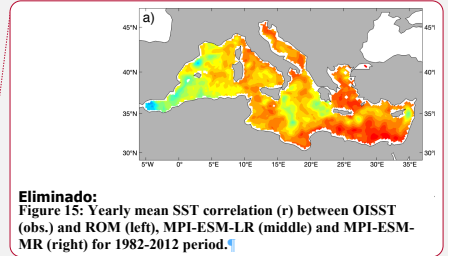 a)
45°N
40°N
35°N
30°N
5°W 0° 5°E 10°E 15°E 20°E 25°E 30°E 35°E
45°
40°
35°
30°
Eliminado:
Figure 15: Yearly mean SST correlation (r) between OISST
(obs.) and ROM (left), MPI-ESM-LR (middle) and MPI-ESM-
MR (right) for 1982-2012 period.¶